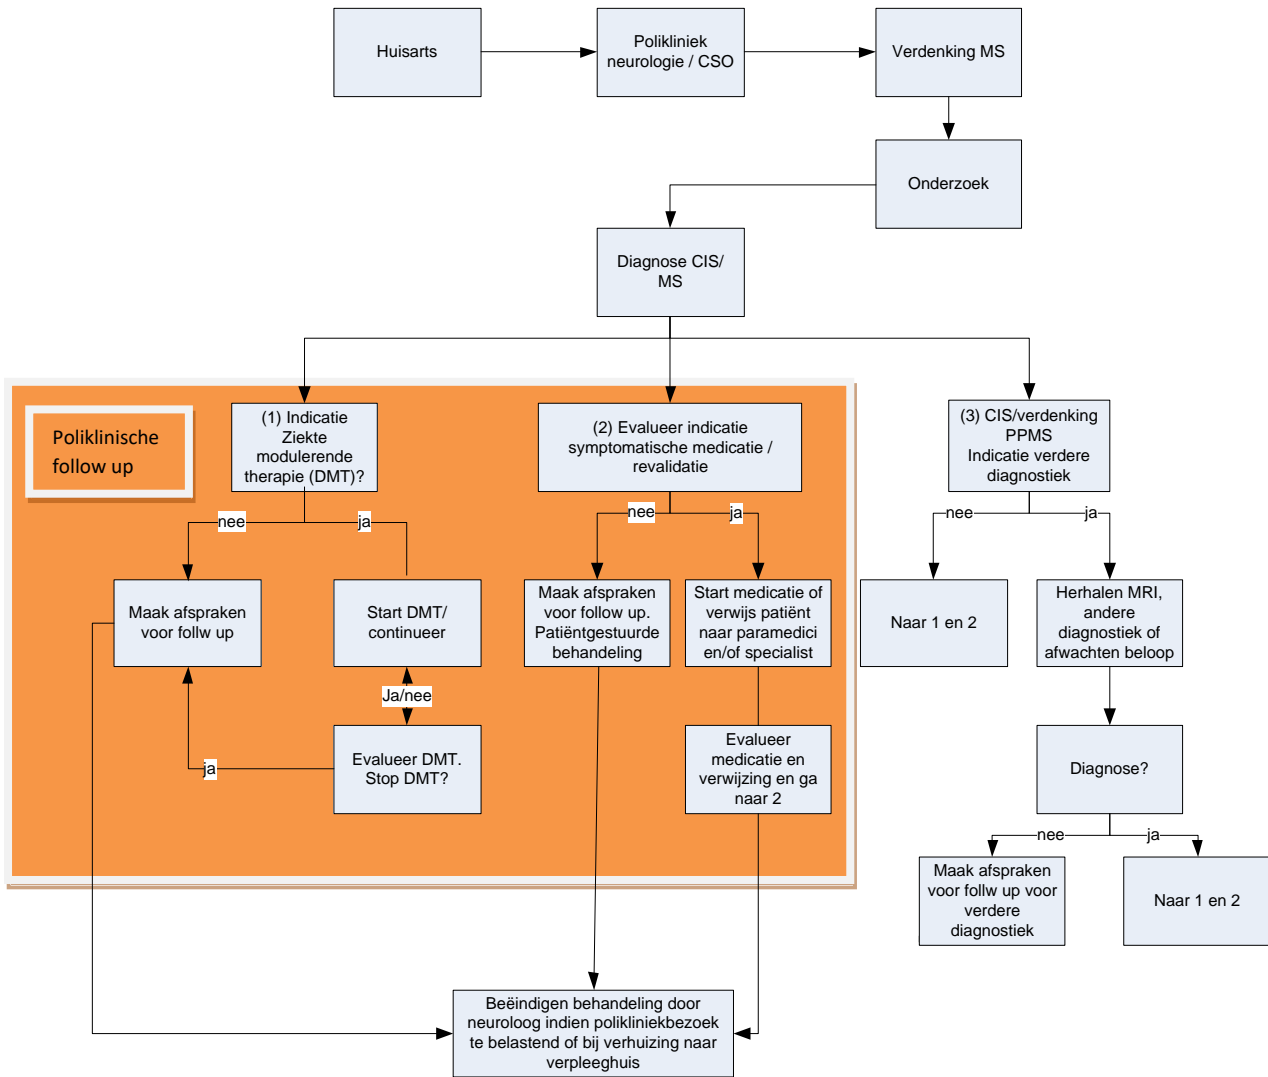 Huisarts
Polikliniek
neurologie / CSO
Verdenking MS
Onderzoek
Diagnose CIS/
MS
Poliklinische
follow up
(1) Indicatie
Ziekte
modulerende
therapie (DMT)?
(2) Evalueer indicatie
symptomatische medicatie /
revalidatie
(3) CIS/verdenking
PPMS
Indicatie verdere
diagnostiek
nee
ja
nee
ja
nee
ja
Maak afspraken
voor follw up
Start DMT/
continueer
Maak afspraken
voor follow up.
Patiëntgestuurde
behandeling
Start medicatie of
verwijs patiënt
naar paramedici
en/of specialist
Naar 1 en 2
Herhalen MRI,
andere
diagnostiek of
afwachten beloop
Ja/nee
ja
Evalueer DMT.
Stop DMT?
Evalueer
medicatie en
verwijzing en ga
naar 2
Diagnose?
nee
ja
Maak afspraken
voor follw up voor
verdere
diagnostiek
Naar 1 en 2
Beëindigen behandeling door
neuroloog indien polikliniekbezoek
te belastend of bij verhuizing naar
verpleeghuis